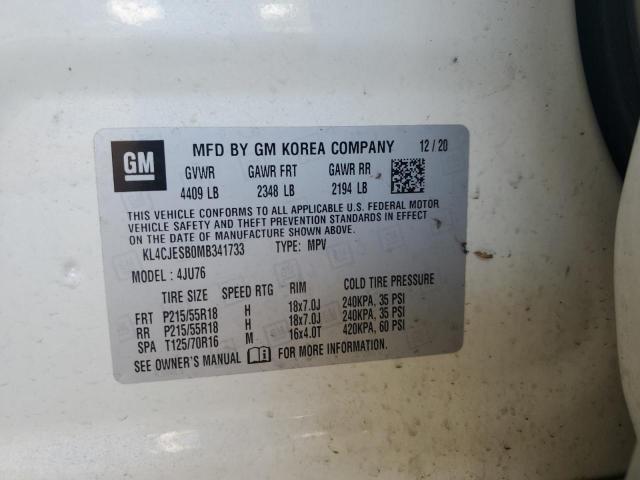 GM
MFD BY GM KOREA COMPANY 12/20
GVWR GAWR FRT GAWR RR
4409 LB 2348 LB 2194 LB
THIS VEHICLE CONFORMS TO ALL APPLICABLE U.S. FEDERAL MOTOR
VEHICLE SAFETY AND THEFT PREVENTION STANDARDS IN EFFECT
ON THE DATE OF MANUFACTURE SHOWN ABOVE.
KL4CJESB0MB341733 TYPE: MPV
MODEL : 4JU76
TIRE SIZE SPEED RTG RIM COLD TIRE PRESSURE
FRT P215/55R18 H 18x7.0J 240KPA, 35 PSI
RR P215/55R18 H 18x7.0J 240KPA, 35 PSI
SPA T125/70R16 M 16x4.0T 420KPA, 60 PSI
SEE OWNER'S MANUAL FOR MORE INFORMATION.